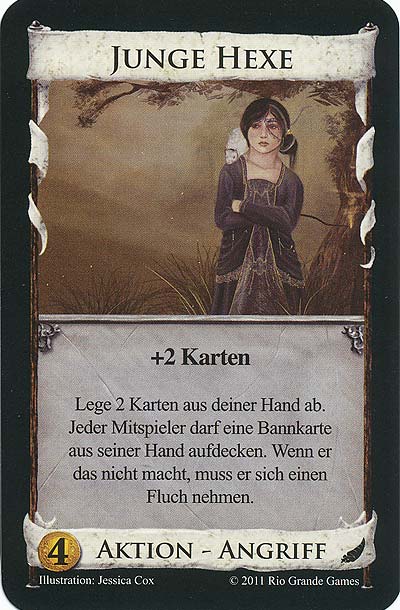 Junge Hexe
+2 Karten
Lege 2 Karten aus deiner Hand ab.
Jeder Mitspieler darf eine Bannkarte
aus seiner Hand aufdecken. Wenn er
das nicht macht, muss er sich einen
Fluch nehmen.
4 Aktion - Angriff
Illustration: Jessica Cox © 2011 Rio Grande Games